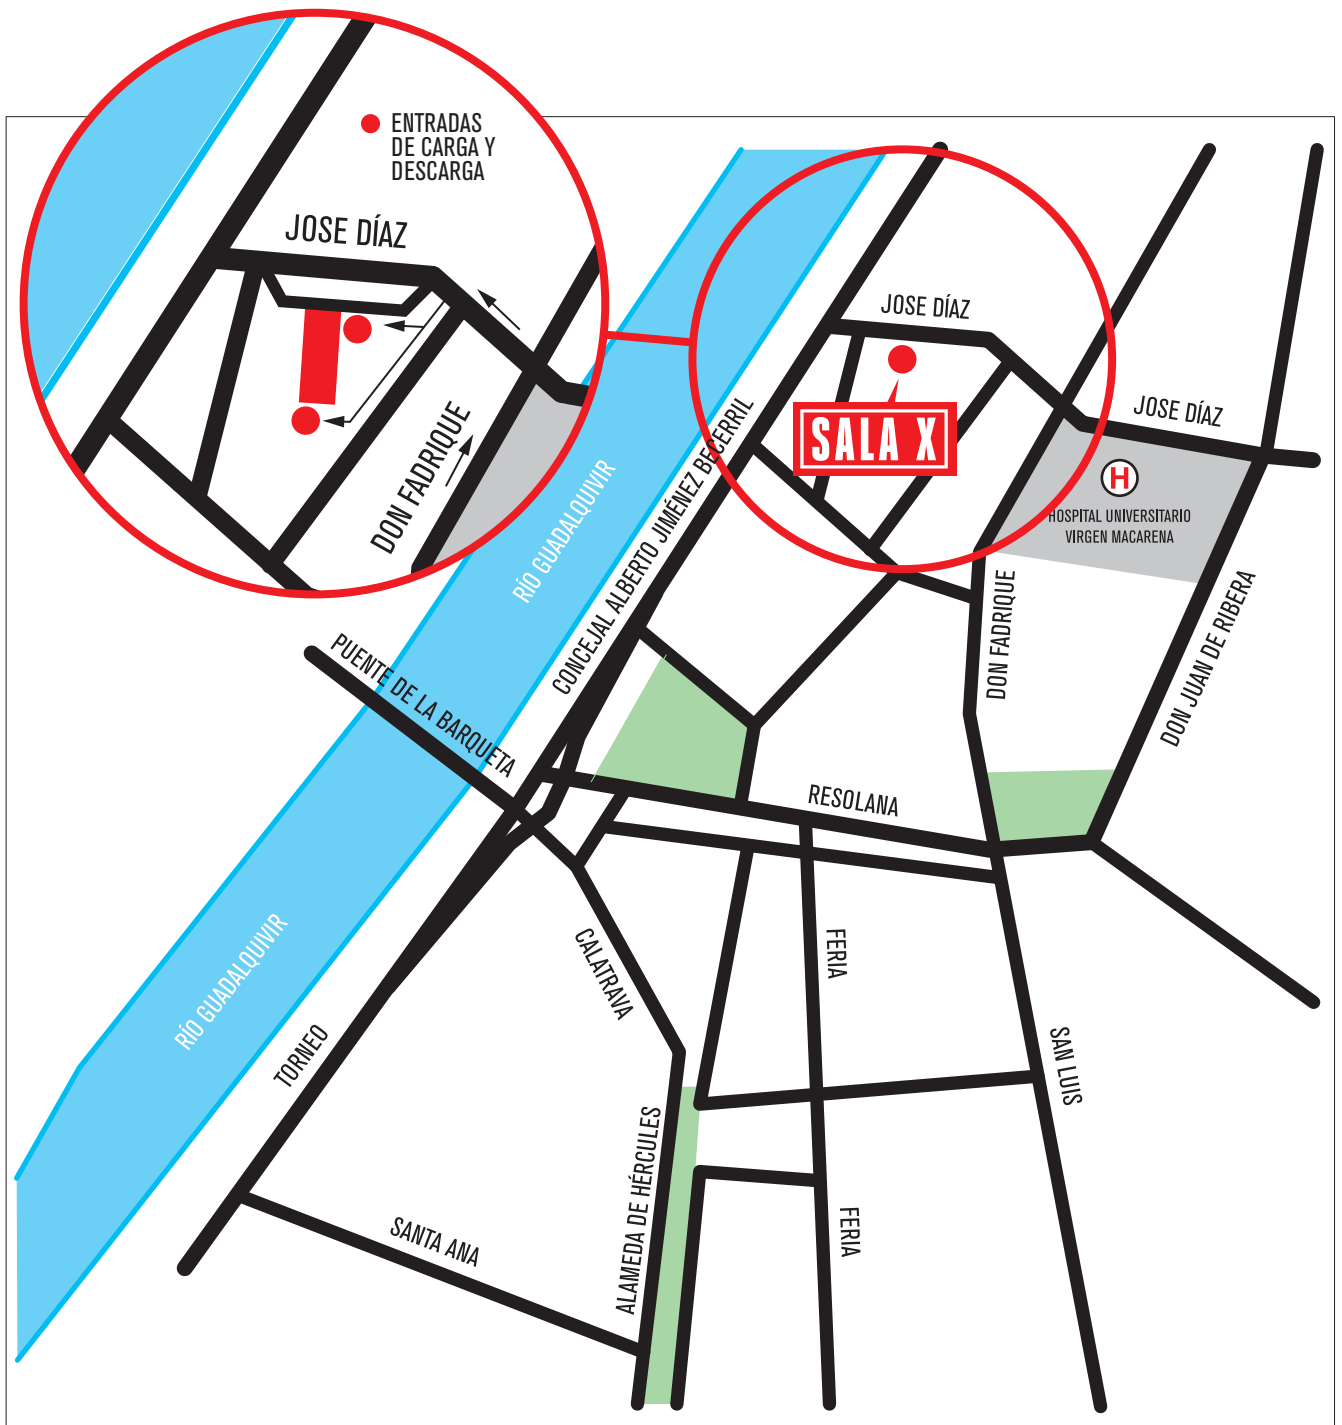 ENTRADAS
DE CARGA Y
DESCARGA
JOSE DÍAZ
DON FADRIQUE
JOSE DÍAZ
SALA X
JOSE DÍAZ
H
HOSPITAL UNIVERSITARIO
VIRGEN MACARENA
RÍO GUADALQUIVIR
CONCEJAL ALBERTO JIMÉNEZ BECERRIL
DON FADRIQUE
DON JUAN DE RIBERA
PUENTE DE LA BARQUETA
RESOLANA
RÍO GUADALQUIVIR
CALATRAVA
FERIA
TORNEO
SAN LUIS
ALAMEDA DE HÉRCULES
SANTA ANA
FERIA